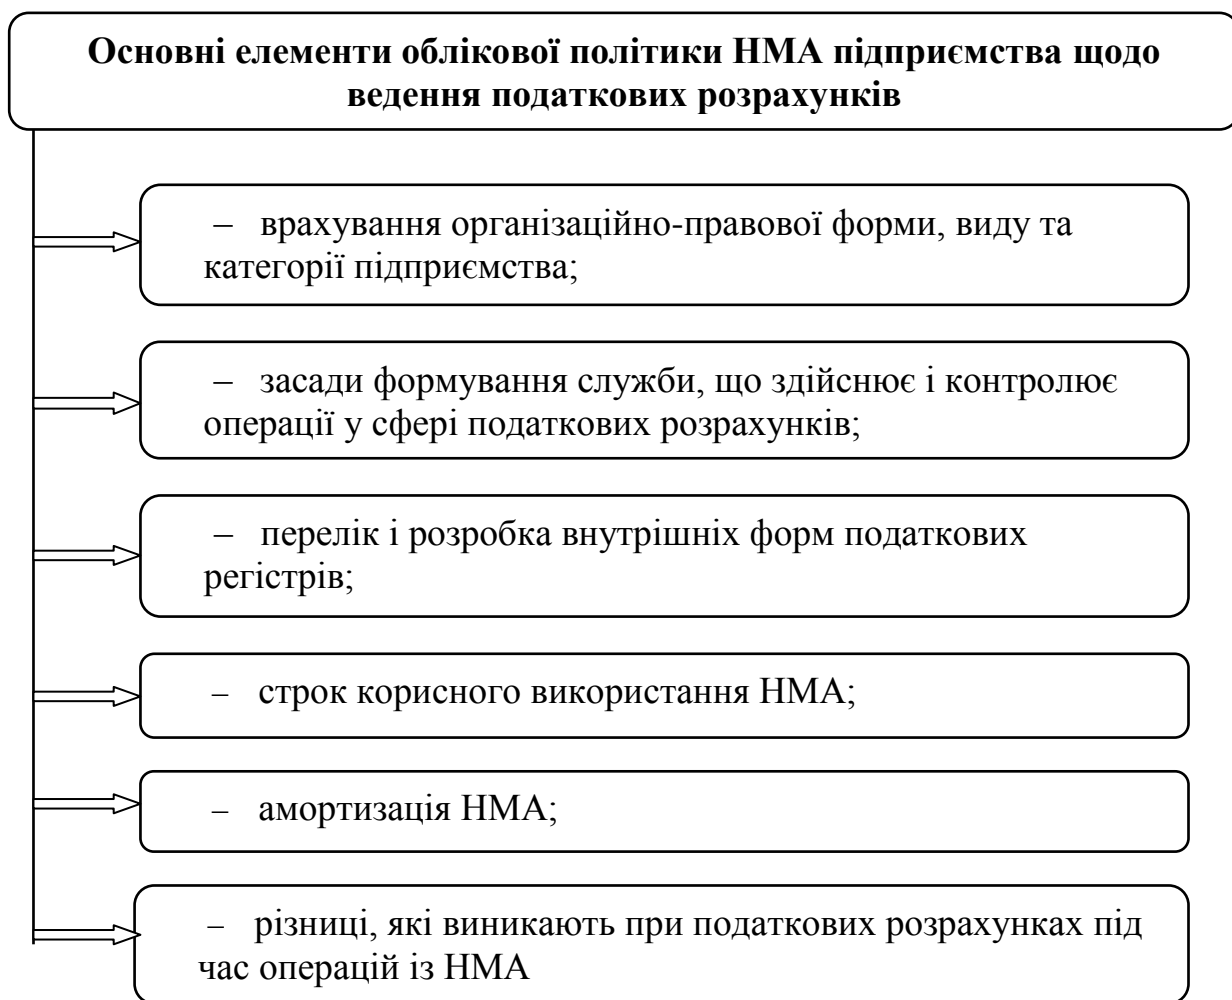 Основні елементи облікової політики НМА підприємства щодо
ведення податкових розрахунків
– врахування організаційно-правової форми, виду та
категорії підприємства;
– засади формування служби, що здійснює і контролює
операції у сфері податкових розрахунків;
– перелік і розробка внутрішніх форм податкових
регістрів;
– строк корисного використання НМА;
– амортизація НМА;
– різниці, які виникають при податкових розрахунках під
час операцій із НМА